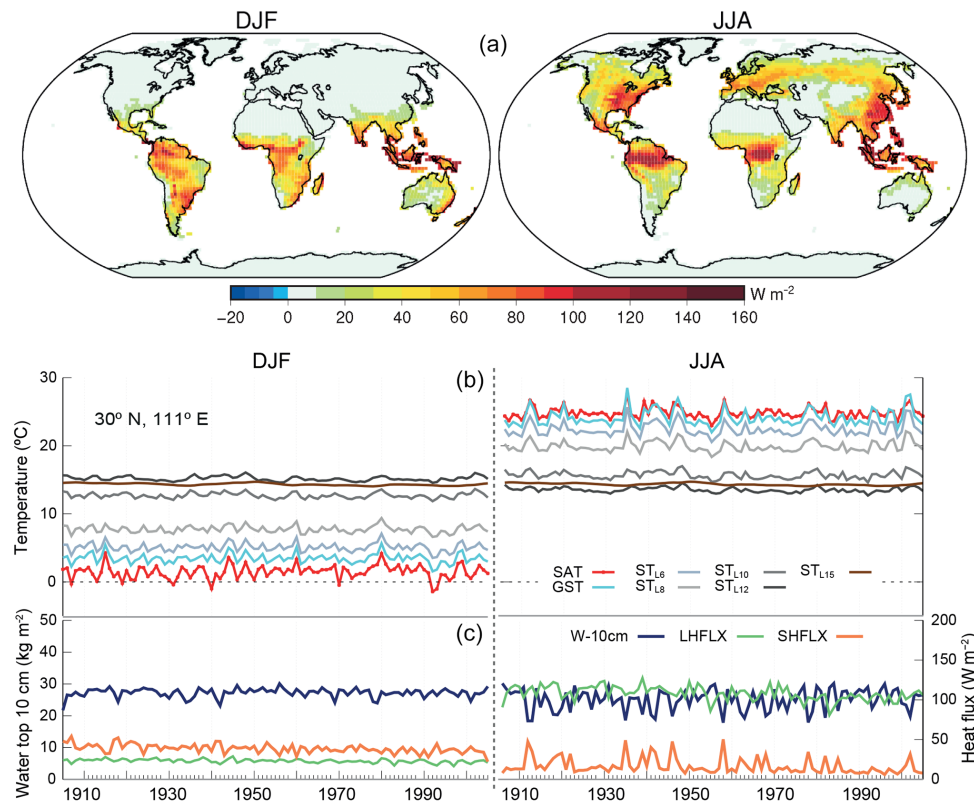 DJF JJA
(a)
W m⁻²
−20 0 20 40 60 80 100 120 140 160
DJF JJA
(b)
30° N, 111° E
Temperature (ºC)
30
20
10
0
SAT ST_L6 ST_L10 ST_L15
GST ST_L8 ST_L12
(c)
W-10cm LHFLX SHFLX
Water top 10 cm (kg m⁻²)
50
40
30
20
10
0
200
150
100
50
0
Heat flux (W m⁻²)
1910 1930 1950 1970 1990 1910 1930 1950 1970 1990